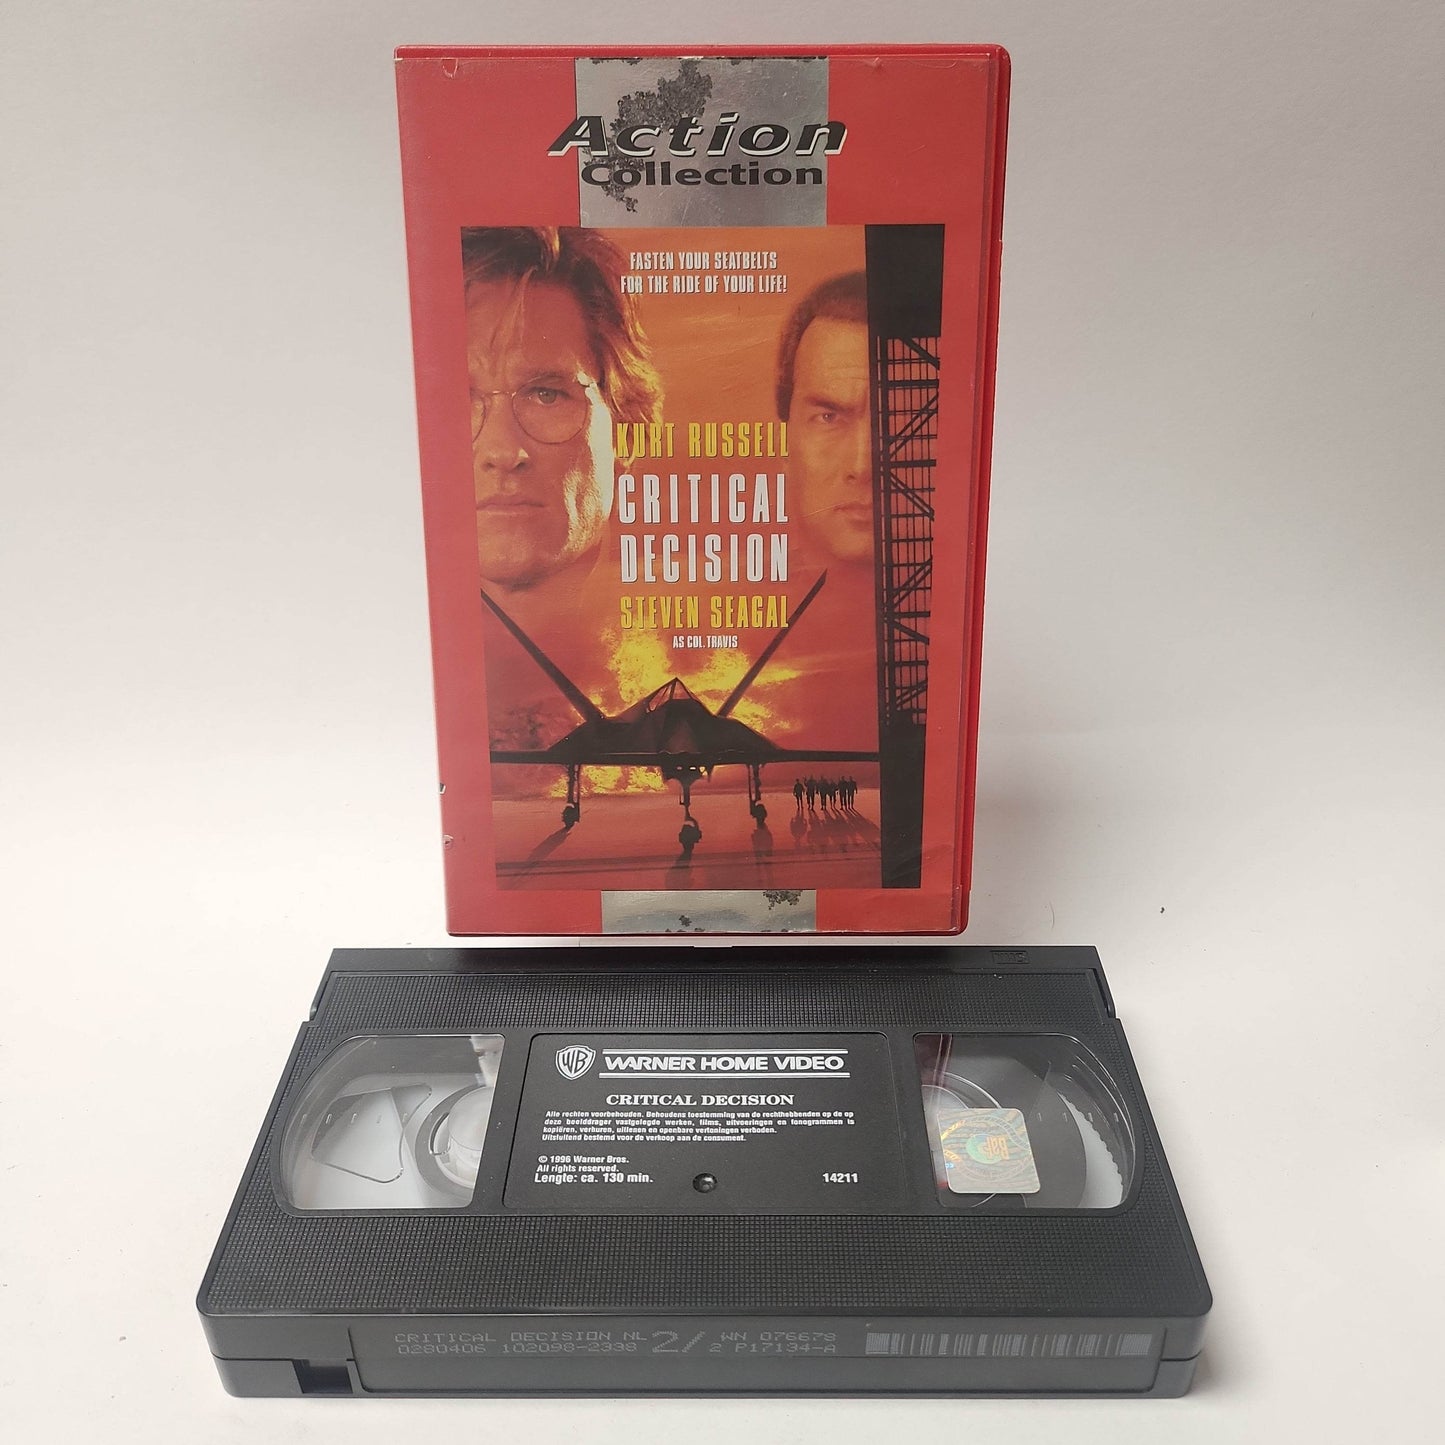 Action
Collection
FASTEN YOUR SEATBELTS
FOR THE RIDE OF YOUR LIFE!
KURT RUSSELL
CRITICAL
DECISION
STEVEN SEAGAL
AS COL. TRAVIS
VHS
WB WARNER HOME VIDEO
CRITICAL DECISION
Alle rechten voorbehouden. Behoudens toestemming van de rechthebbenden op de op
deze beelddrager vastgelegde werken, films, uitvoeringen en fonogrammen is
kopiëren, verhuren, uitlenen en openbare vertoningen verboden.
Uitsluitend bestemd voor de verkoop aan de consument.
© 1996 Warner Bros.
All rights reserved.
Lengte: ca. 130 min.
14211
CRITICAL DECISION NL 2/ WN 076678
0280406 102098-2338 2 P17134-A